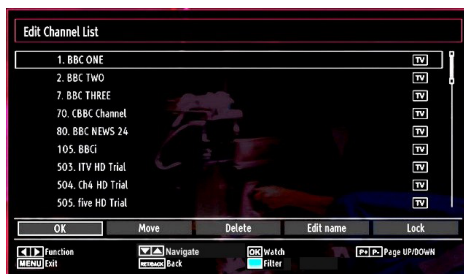 Edit Channel List
1. BBC ONE TV
2. BBC TWO TV
7. BBC THREE TV
70. CBBC Channel TV
80. BBC NEWS 24 TV
105. BBCi TV
503. ITV HD Trial TV
504. Ch4 HD Trial TV
505. five HD Trial TV
OK Move Delete Edit name Lock
Function Navigate OK Watch P+ P- Page UP/DOWN
MENU Exit RET/BACK Back Filter